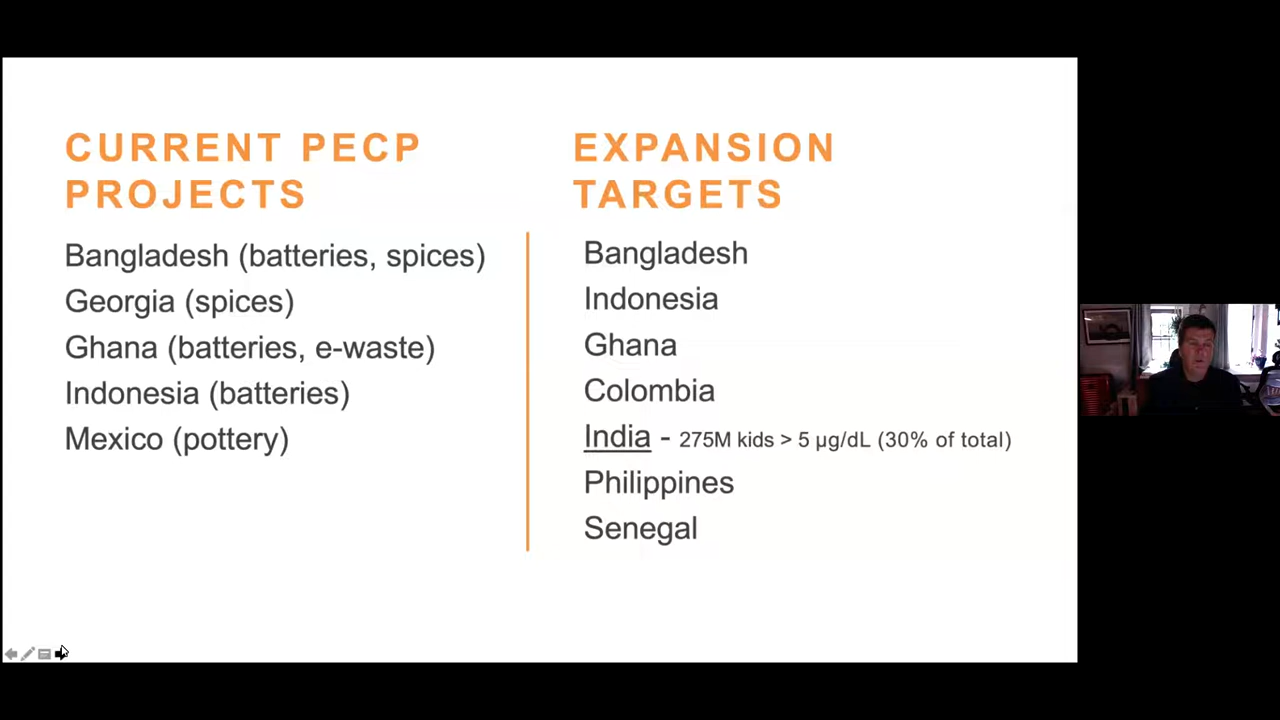 CURRENT PECP
PROJECTS
Bangladesh (batteries, spices)
Georgia (spices)
Ghana (batteries, e-waste)
Indonesia (batteries)
Mexico (pottery)
EXPANSION
TARGETS
Bangladesh
Indonesia
Ghana
Colombia
India - 275M kids > 5 µg/dL (30% of total)
Philippines
Senegal